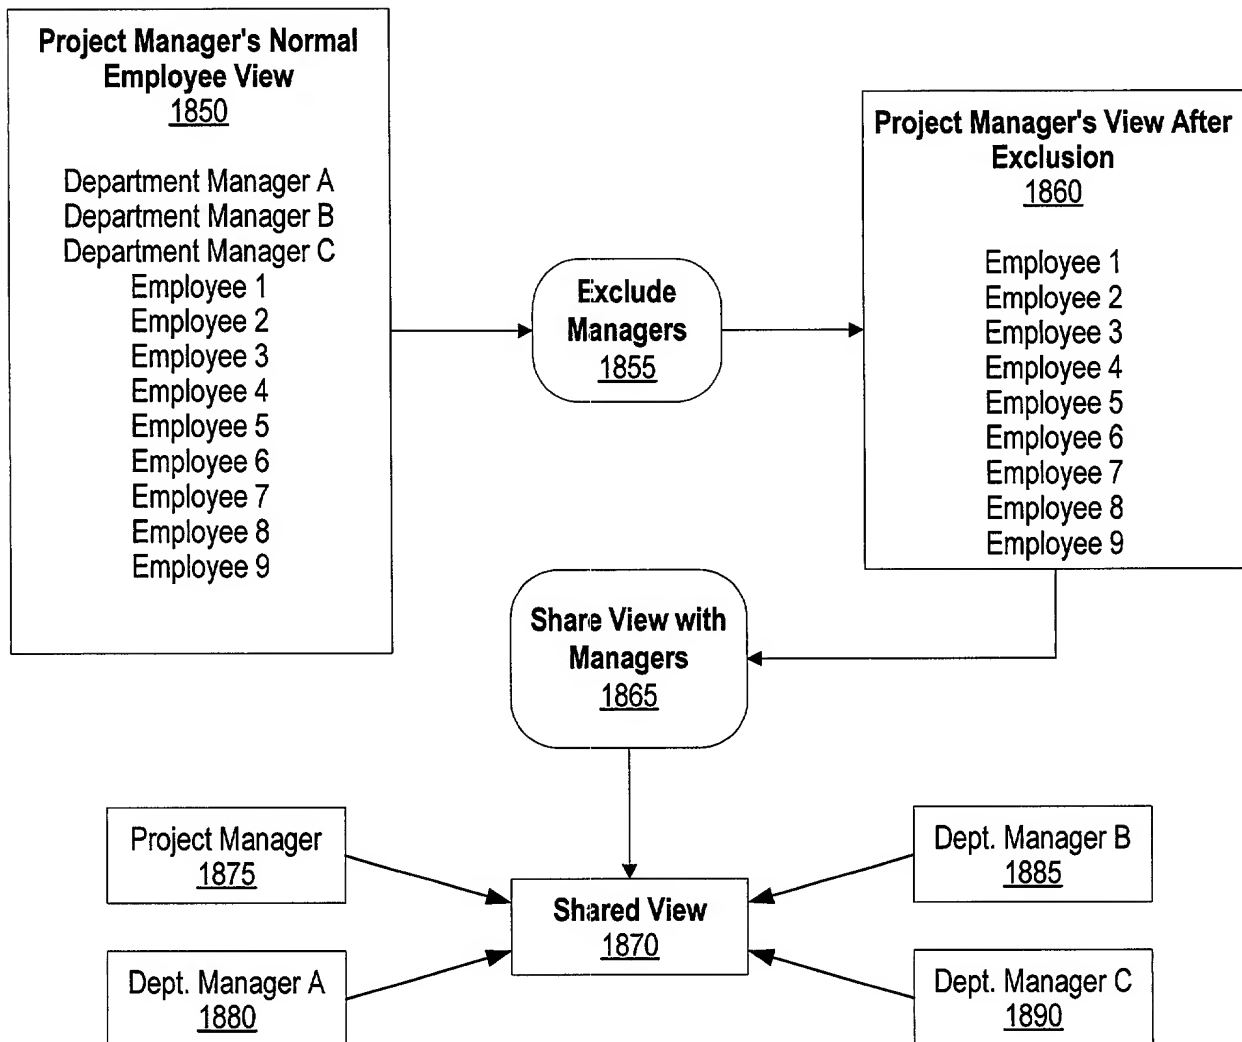 Project Manager's Normal
Employee View
1850
Department Manager A
Department Manager B
Department Manager C
Employee 1
Employee 2
Employee 3
Employee 4
Employee 5
Employee 6
Employee 7
Employee 8
Employee 9
Exclude
Managers
1855
Project Manager's View After
Exclusion
1860
Employee 1
Employee 2
Employee 3
Employee 4
Employee 5
Employee 6
Employee 7
Employee 8
Employee 9
Share View with
Managers
1865
Project Manager
1875
Dept. Manager A
1880
Shared View
1870
Dept. Manager B
1885
Dept. Manager C
1890